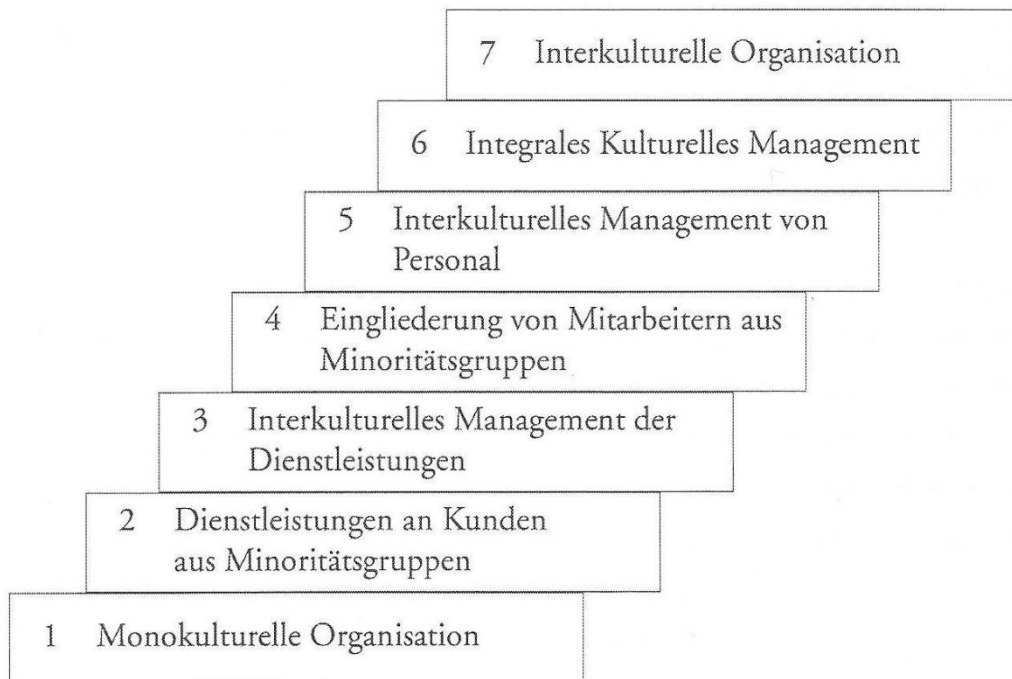 7 Interkulturelle Organisation
6 Integrales Kulturelles Management
5 Interkulturelles Management von
Personal
4 Eingliederung von Mitarbeitern aus
Minoritätsgruppen
3 Interkulturelles Management der
Dienstleistungen
2 Dienstleistungen an Kunden
aus Minoritätsgruppen
1 Monokulturelle Organisation